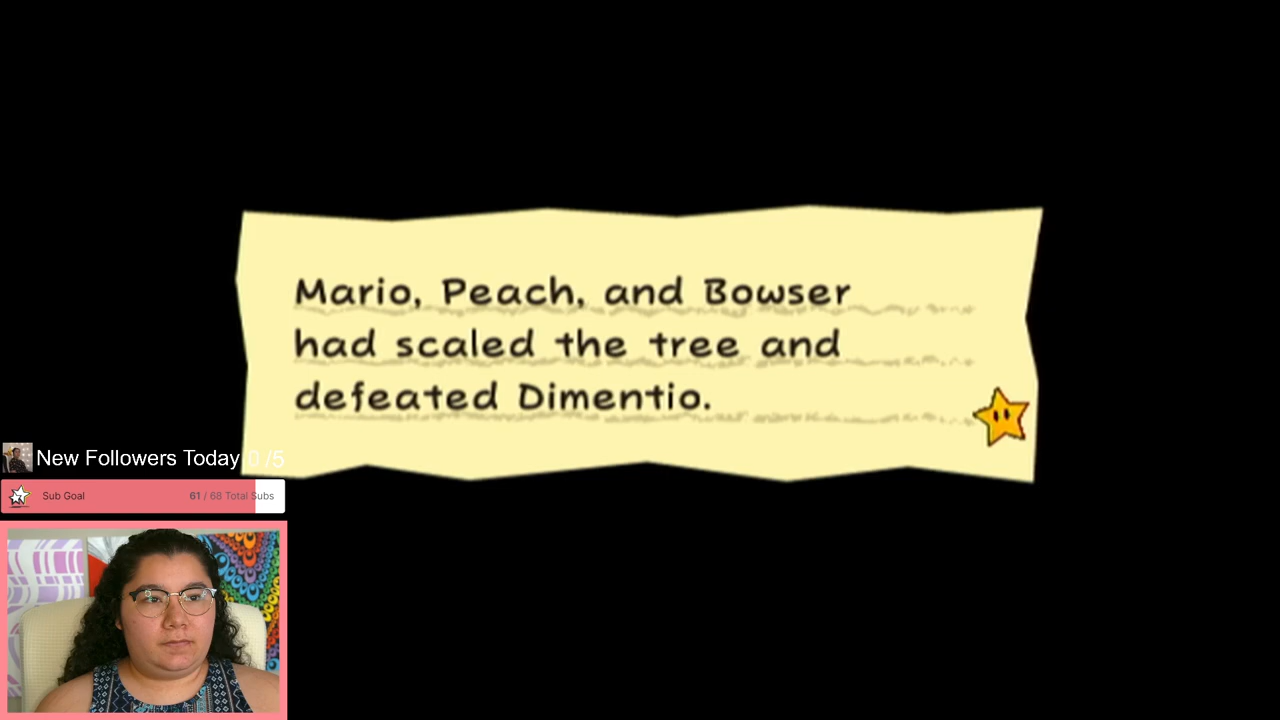 Mario, Peach, and Bowser
had scaled the tree and
defeated Dimentio.
New Followers Today 0/5
Sub Goal 61 / 68 Total Subs